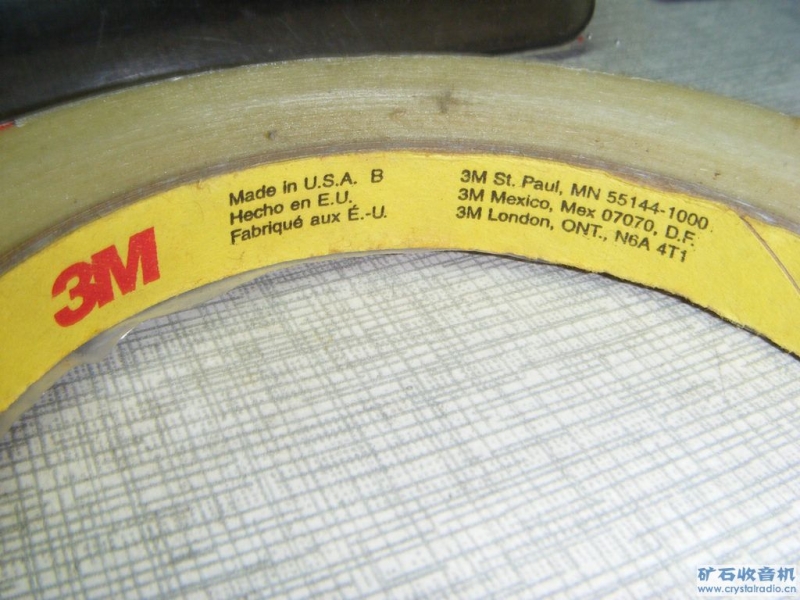 3M
Made in U.S.A. B
Hecho en E.U.
Fabriqué aux É.-U.
3M St. Paul, MN 55144-1000
3M Mexico, Mex 07070, D.F.
3M London, ONT., N6A 4T1
矿石收音机
www.crystalradio.cn